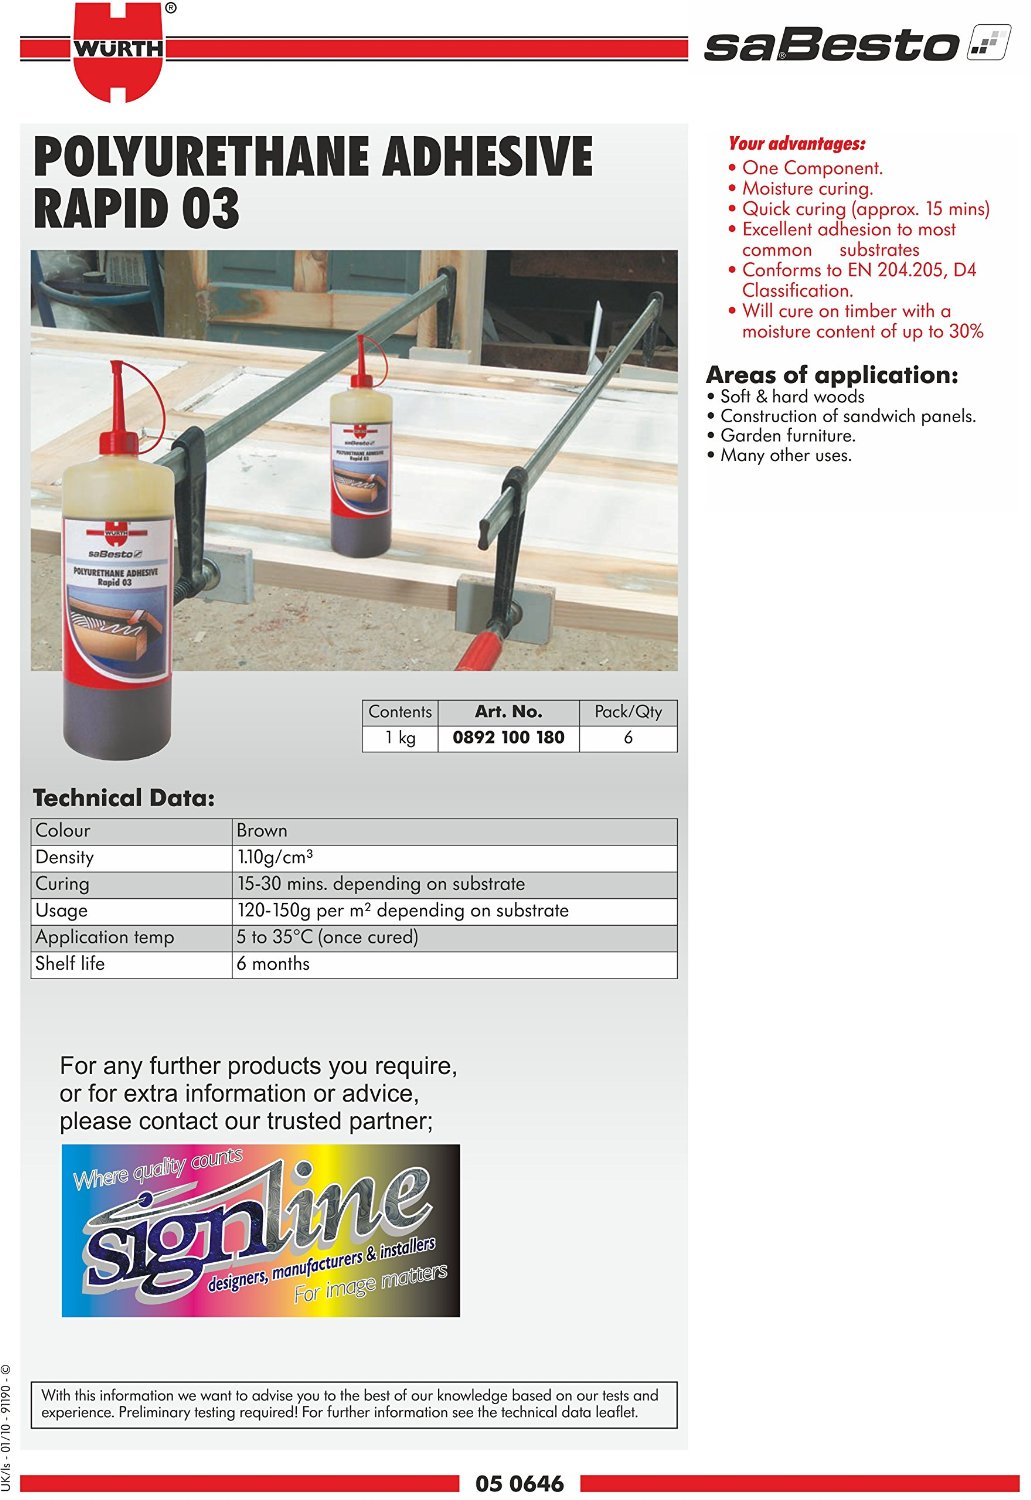 WÜRTH
®
saBesto
®
POLYURETHANE ADHESIVE
RAPID 03
Your advantages:
• One Component.
• Moisture curing.
• Quick curing (approx. 15 mins)
• Excellent adhesion to most
common substrates
• Conforms to EN 204.205, D4
Classification.
• Will cure on timber with a
moisture content of up to 30%
Areas of application:
• Soft & hard woods
• Construction of sandwich panels.
• Garden furniture.
• Many other uses.
WÜRTH
saBesto
POLYURETHANE ADHESIVE
Rapid 03
WÜRTH
saBesto
POLYURETHANE ADHESIVE
Rapid 03
Contents Art. No. Pack/Qty
1 kg 0892 100 180 6
Technical Data:
Colour Brown
Density 1.10g/cm³
Curing 15-30 mins. depending on substrate
Usage 120-150g per m² depending on substrate
Application temp 5 to 35°C (once cured)
Shelf life 6 months
For any further products you require,
or for extra information or advice,
please contact our trusted partner;
Where quality counts
signline
designers, manufacturers & installers
For image matters
With this information we want to advise you to the best of our knowledge based on our tests and
experience. Preliminary testing required! For further information see the technical data leaflet.
UK/ls - 01/10 - 91190 - ©
05 0646